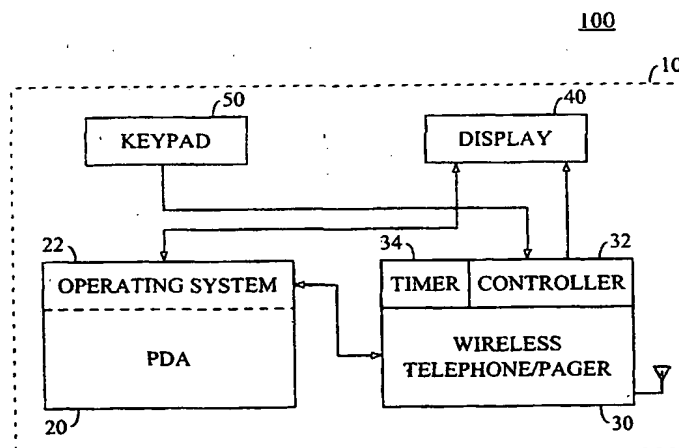 100
10
50
40
KEYPAD
DISPLAY
22
34
32
OPERATING SYSTEM
TIMER
CONTROLLER
PDA
WIRELESS
TELEPHONE/PAGER
20
30